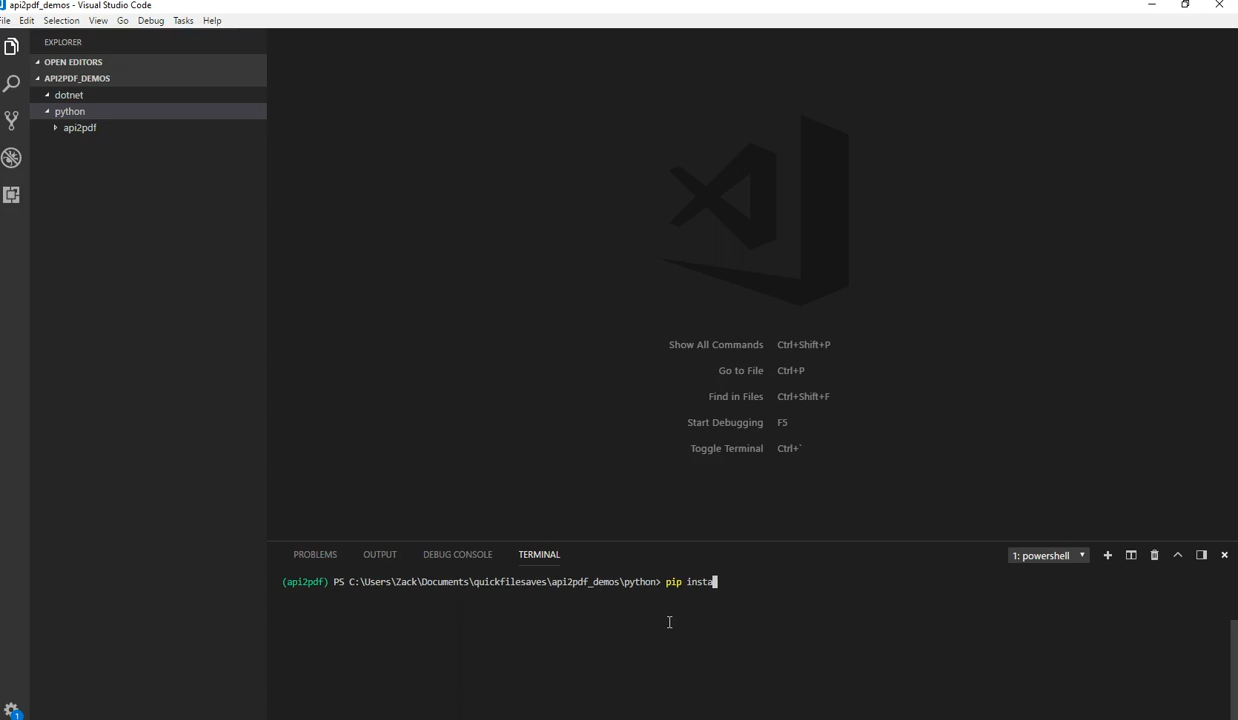 api2pdf_demos - Visual Studio Code
File Edit Selection View Go Debug Tasks Help
EXPLORER
OPEN EDITORS
API2PDF_DEMOS
dotnet
python
api2pdf
Show All Commands Ctrl+Shift+P
Go to File Ctrl+P
Find in Files Ctrl+Shift+F
Start Debugging F5
Toggle Terminal Ctrl+`
PROBLEMS OUTPUT DEBUG CONSOLE TERMINAL 1: powershell
(api2pdf) PS C:\Users\Zack\Documents\quickfilesaves\api2pdf_demos\python> pip insta
1